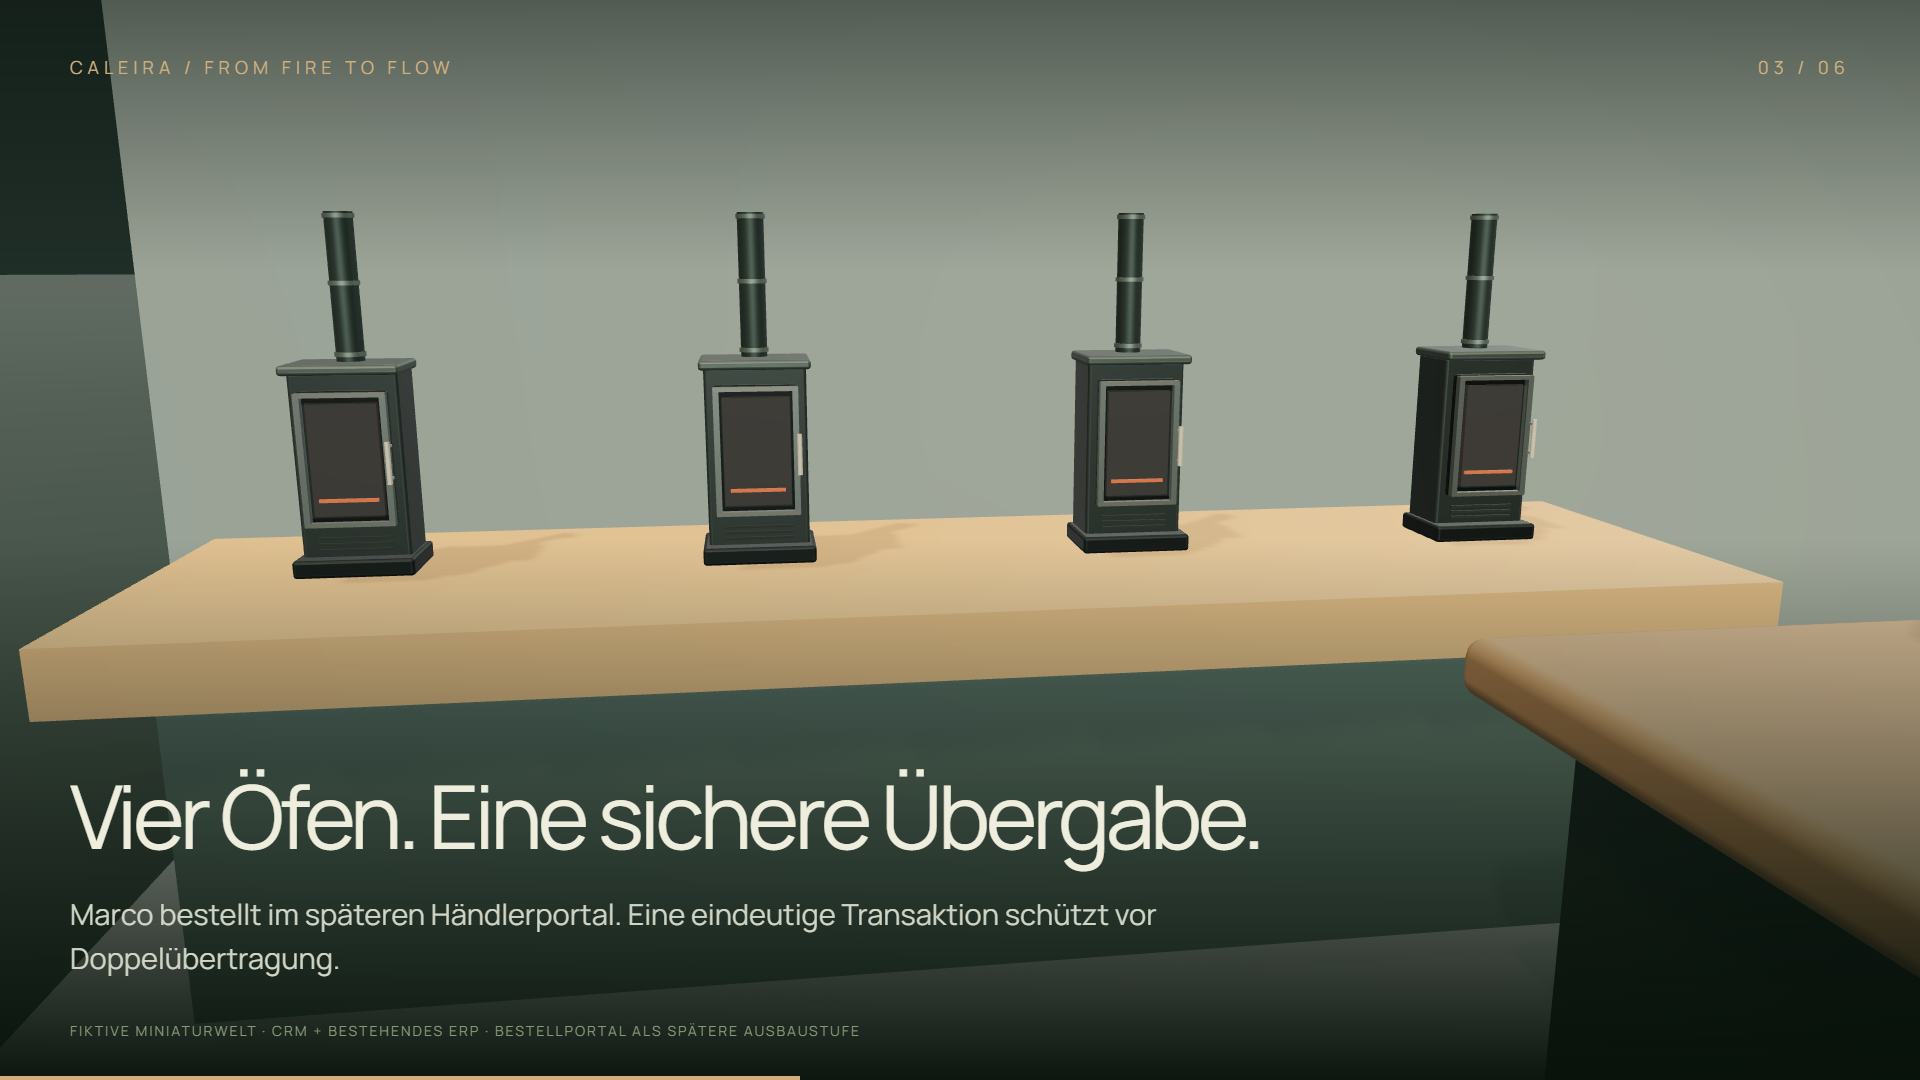 CALEIRA / FROM FIRE TO FLOW
03 / 06
Vier Öfen. Eine sichere Übergabe.
Marco bestellt im späteren Händlerportal. Eine eindeutige Transaktion schützt vor
Doppelübertragung.
FIKTIVE MINIATURWELT · CRM + BESTEHENDES ERP · BESTELLPORTAL ALS SPÄTERE AUSBAUSTUFE